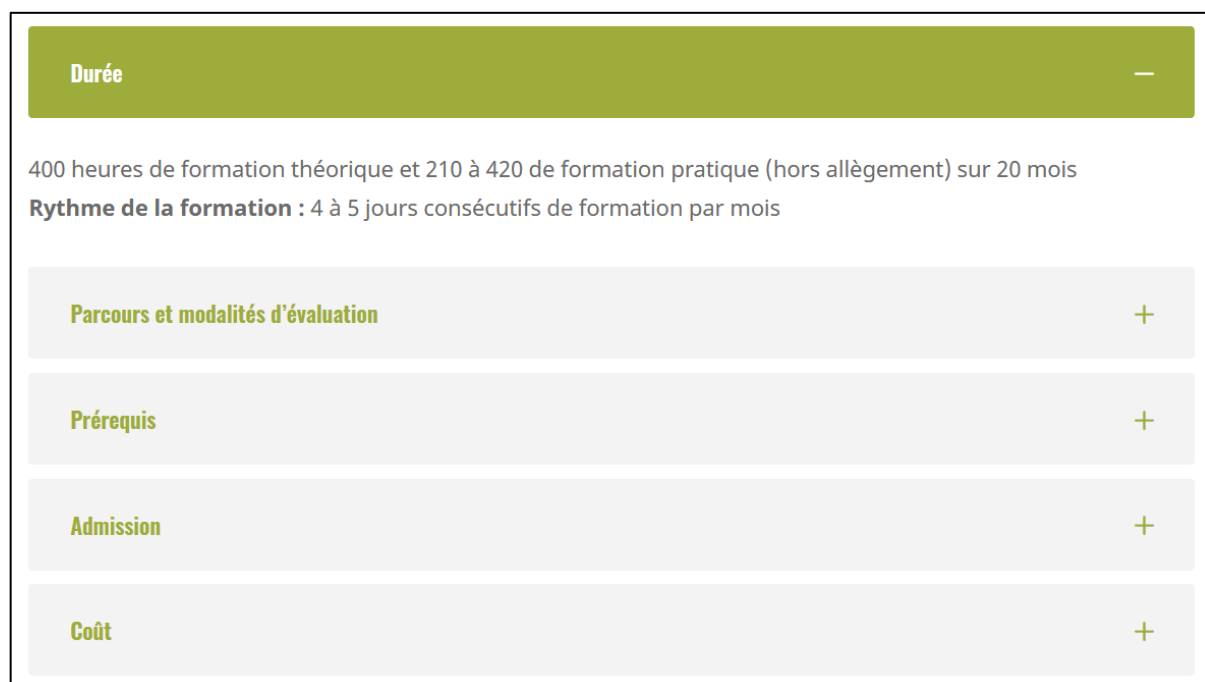 Durée
400 heures de formation théorique et 210 à 420 de formation pratique (hors allègement) sur 20 mois
Rythme de la formation : 4 à 5 jours consécutifs de formation par mois
Parcours et modalités d’évaluation
Prérequis
Admission
Coût